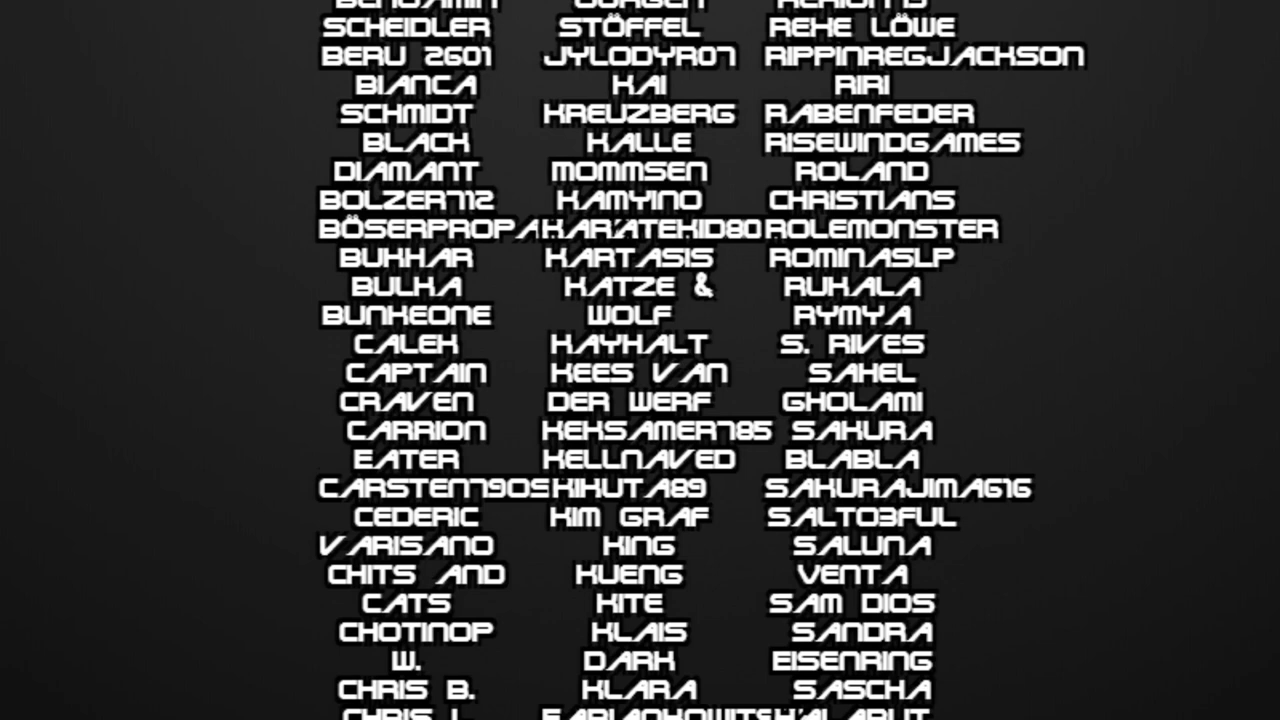 SCHEIDLER
BERU 2601
BIANCA
SCHMIDT
BLACK
DIAMANT
BOLZER712
BÖSERPROPA
BUKHAR
BULKA
BUNKEONE
CALEK
CAPTAIN
CRAVEN
CARRION
EATER
CARSTEN790S
CEDERIC
VARISANO
CHITS AND
CATS
CHOTINOP
W.
CHRIS B.
STÖFFEL
JYLODYR07
KAI
KREUZBERG
KALLE
MOMMSEN
KAMYINO
KARATEKID80
KARTASIS
KATZE &
WOLF
KAYHALT
KEES VAN
DER WERF
KEKSAMER785
KELLNAVED
KIKUTA89
KIM GRAF
KING
KUENG
KITE
KLAIS
DARK
KLARA
REHE LÖWE
RIPPINREGJACKSON
RIRI
RABENFEDER
RISEWINDGAMES
ROLAND
CHRISTIANS
ROLEMONSTER
ROMINASLP
RUKALA
RYMYA
S. RIVES
SAHEL
GHOLAMI
SAKURA
BLABLA
SAKURAJIMA616
SALTO3FUL
SALUNA
VENTA
SAM DIOS
SANDRA
EISENRING
SASCHA